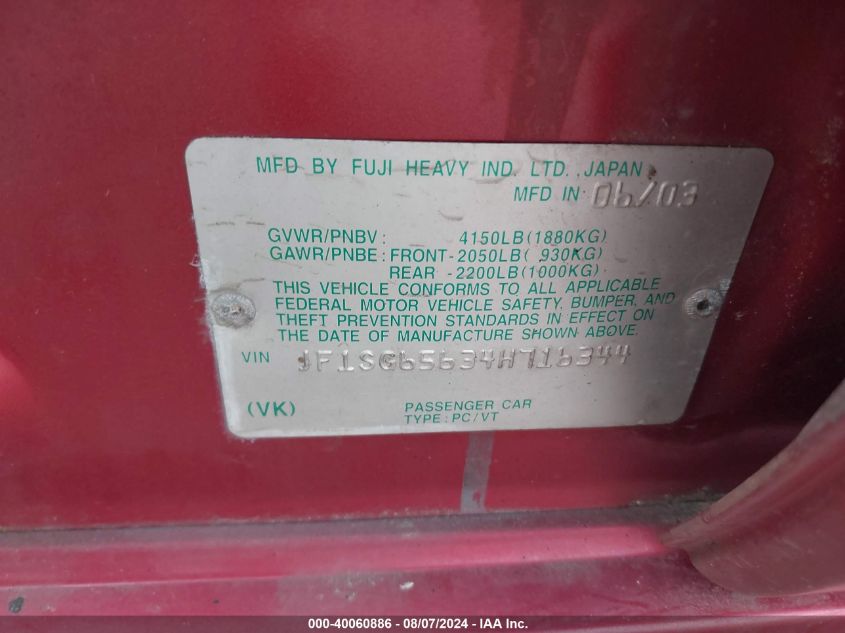 MFD BY FUJI HEAVY IND. LTD. JAPAN
MFD IN: 06/03
GVWR/PNBV : 4150LB(1880KG)
GAWR/PNBE : FRONT-2050LB( 930KG)
REAR -2200LB(1000KG)
THIS VEHICLE CONFORMS TO ALL APPLICABLE
FEDERAL MOTOR VEHICLE SAFETY, BUMPER, AND
THEFT PREVENTION STANDARDS IN EFFECT ON
THE DATE OF MANUFACTURE SHOWN ABOVE.
VIN JF1SG65634H716344
(VK) PASSENGER CAR
TYPE : PC/VT
000-40060886 - 08/07/2024 - IAA Inc.